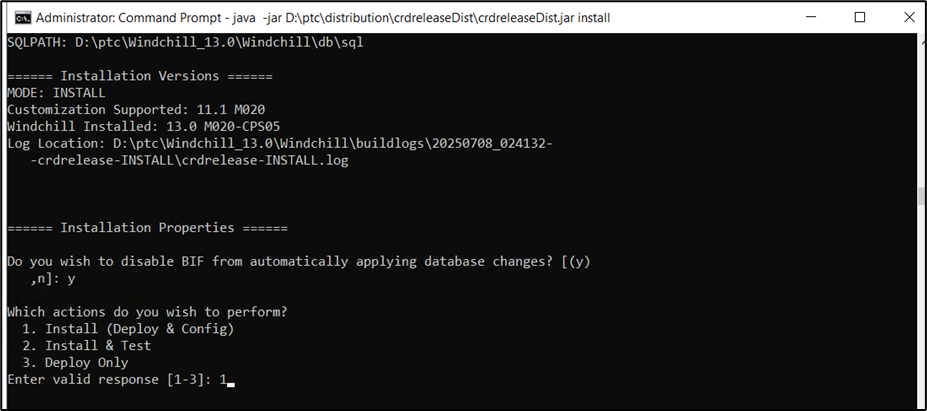 Administrator: Command Prompt - java  -jar D:\ptc\distribution\crdreleaseDist\crdreleaseDist.jar install
SQLPATH: D:\ptc\Windchill_13.0\Windchill\db\sql
====== Installation Versions ======
MODE: INSTALL
Customization Supported: 11.1 M020
Windchill Installed: 13.0 M020-CPS05
Log Location: D:\ptc\Windchill_13.0\Windchill\buildlogs\20250708_024132-
-crdrelease-INSTALL\crdrelease-INSTALL.log
====== Installation Properties ======
Do you wish to disable BIF from automatically applying database changes? [(y)
,n]: y
Which actions do you wish to perform?
1. Install (Deploy & Config)
2. Install & Test
3. Deploy Only
Enter valid response [1-3]: 1